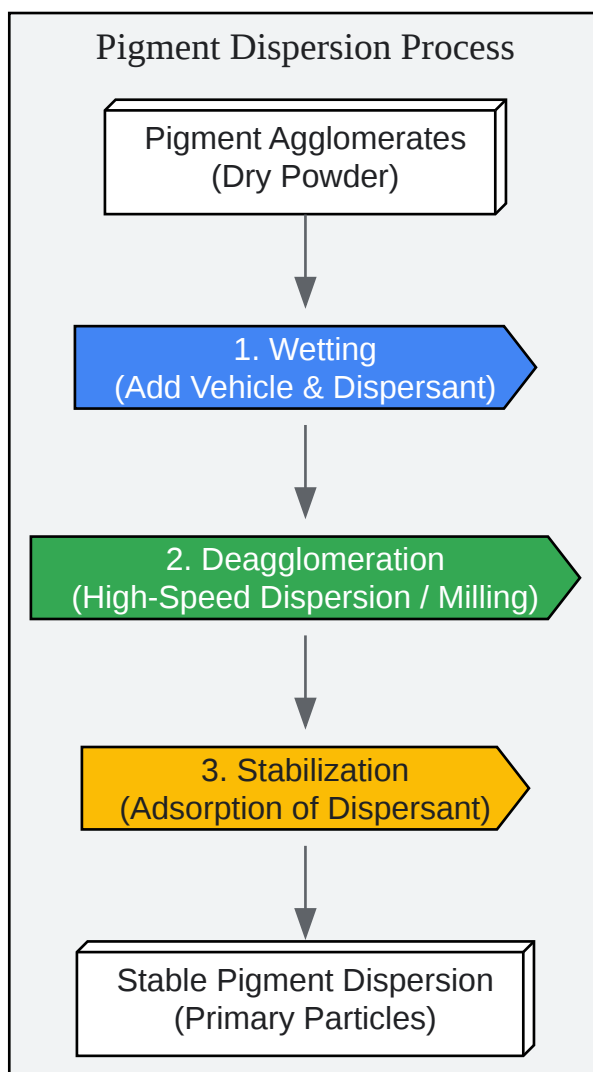 Pigment Dispersion Process
Pigment Agglomerates
(Dry Powder)
1. Wetting
(Add Vehicle & Dispersant)
2. Deagglomeration
(High-Speed Dispersion / Milling)
3. Stabilization
(Adsorption of Dispersant)
Stable Pigment Dispersion
(Primary Particles)